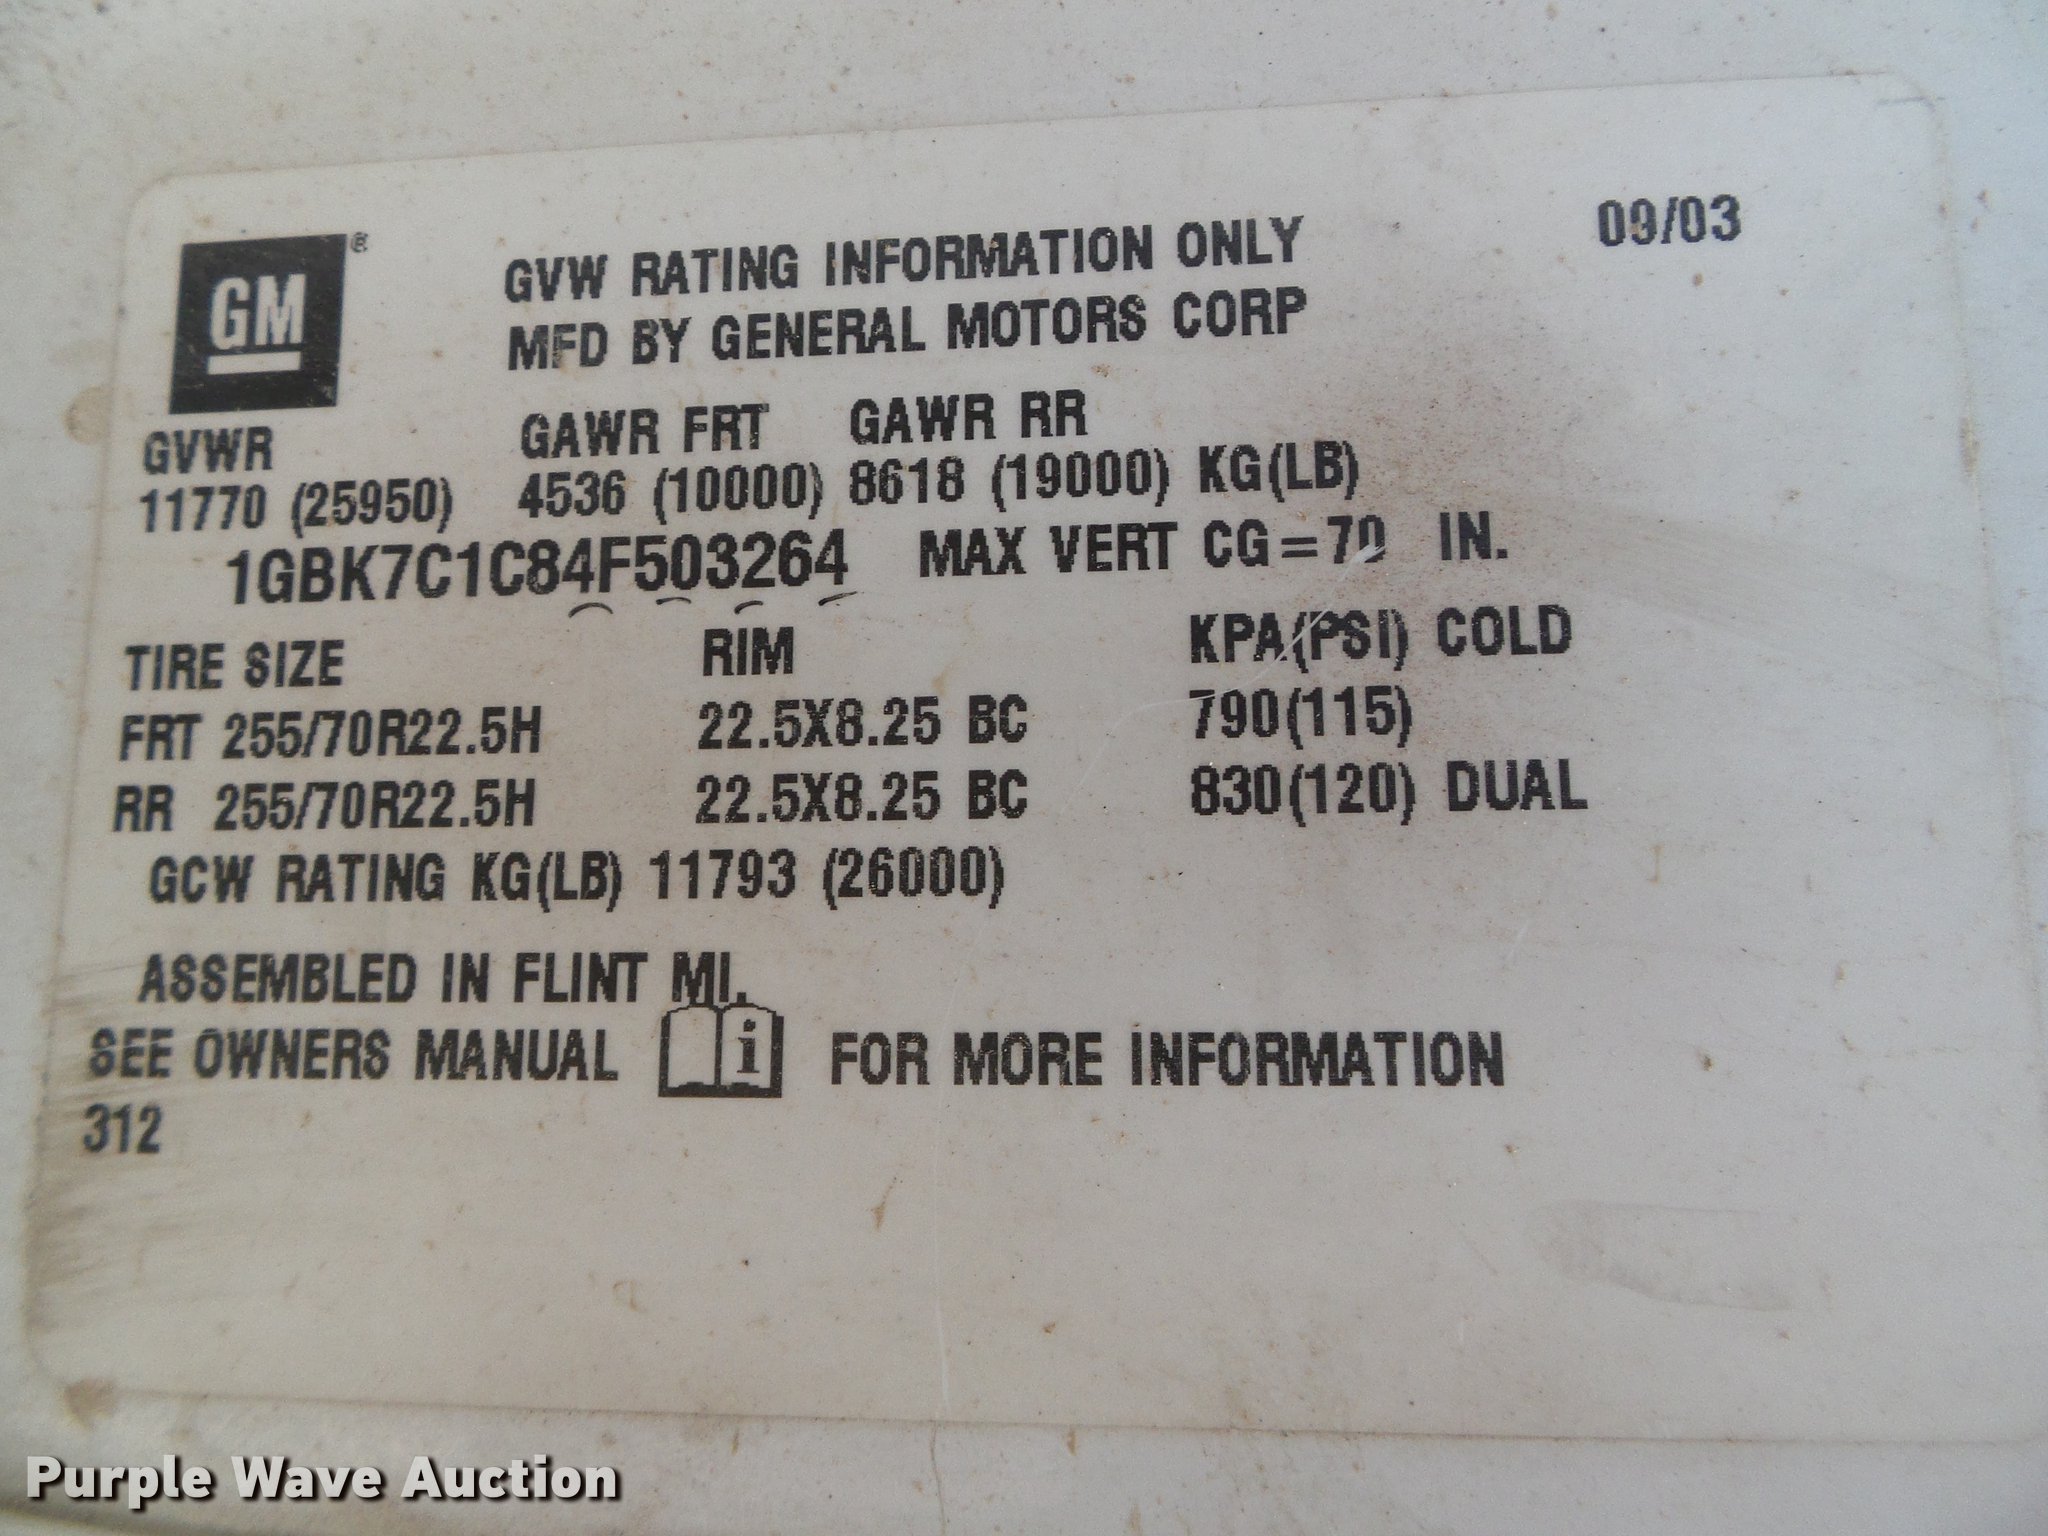 GM®
GVW RATING INFORMATION ONLY
09/03
MFD BY GENERAL MOTORS CORP
GVWR GAWR FRT GAWR RR
11770 (25950) 4536 (10000) 8618 (19000) KG(LB)
1GBK7C1C84F503264 MAX VERT CG=70 IN.
TIRE SIZE RIM KPA(PSI) COLD
FRT 255/70R22.5H 22.5X8.25 BC 790(115)
RR 255/70R22.5H 22.5X8.25 BC 830(120) DUAL
GCW RATING KG(LB) 11793 (26000)
ASSEMBLED IN FLINT MI.
SEE OWNERS MANUAL i FOR MORE INFORMATION
312
Purple Wave Auction